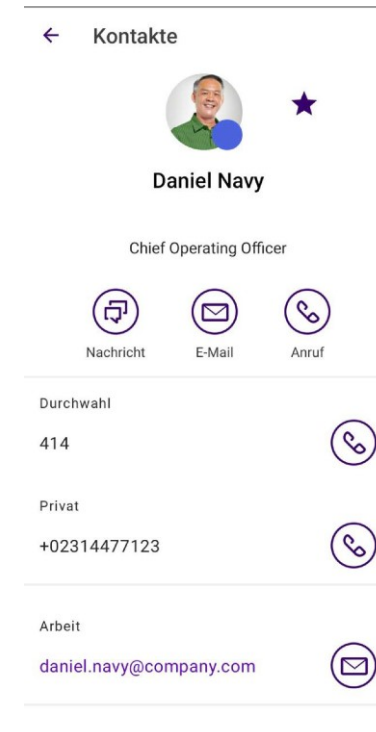 Kontakte
Daniel Navy
Chief Operating Officer
Nachricht E-Mail Anruf
Durchwahl
414
Privat
+02314477123
Arbeit
daniel.navy@company.com